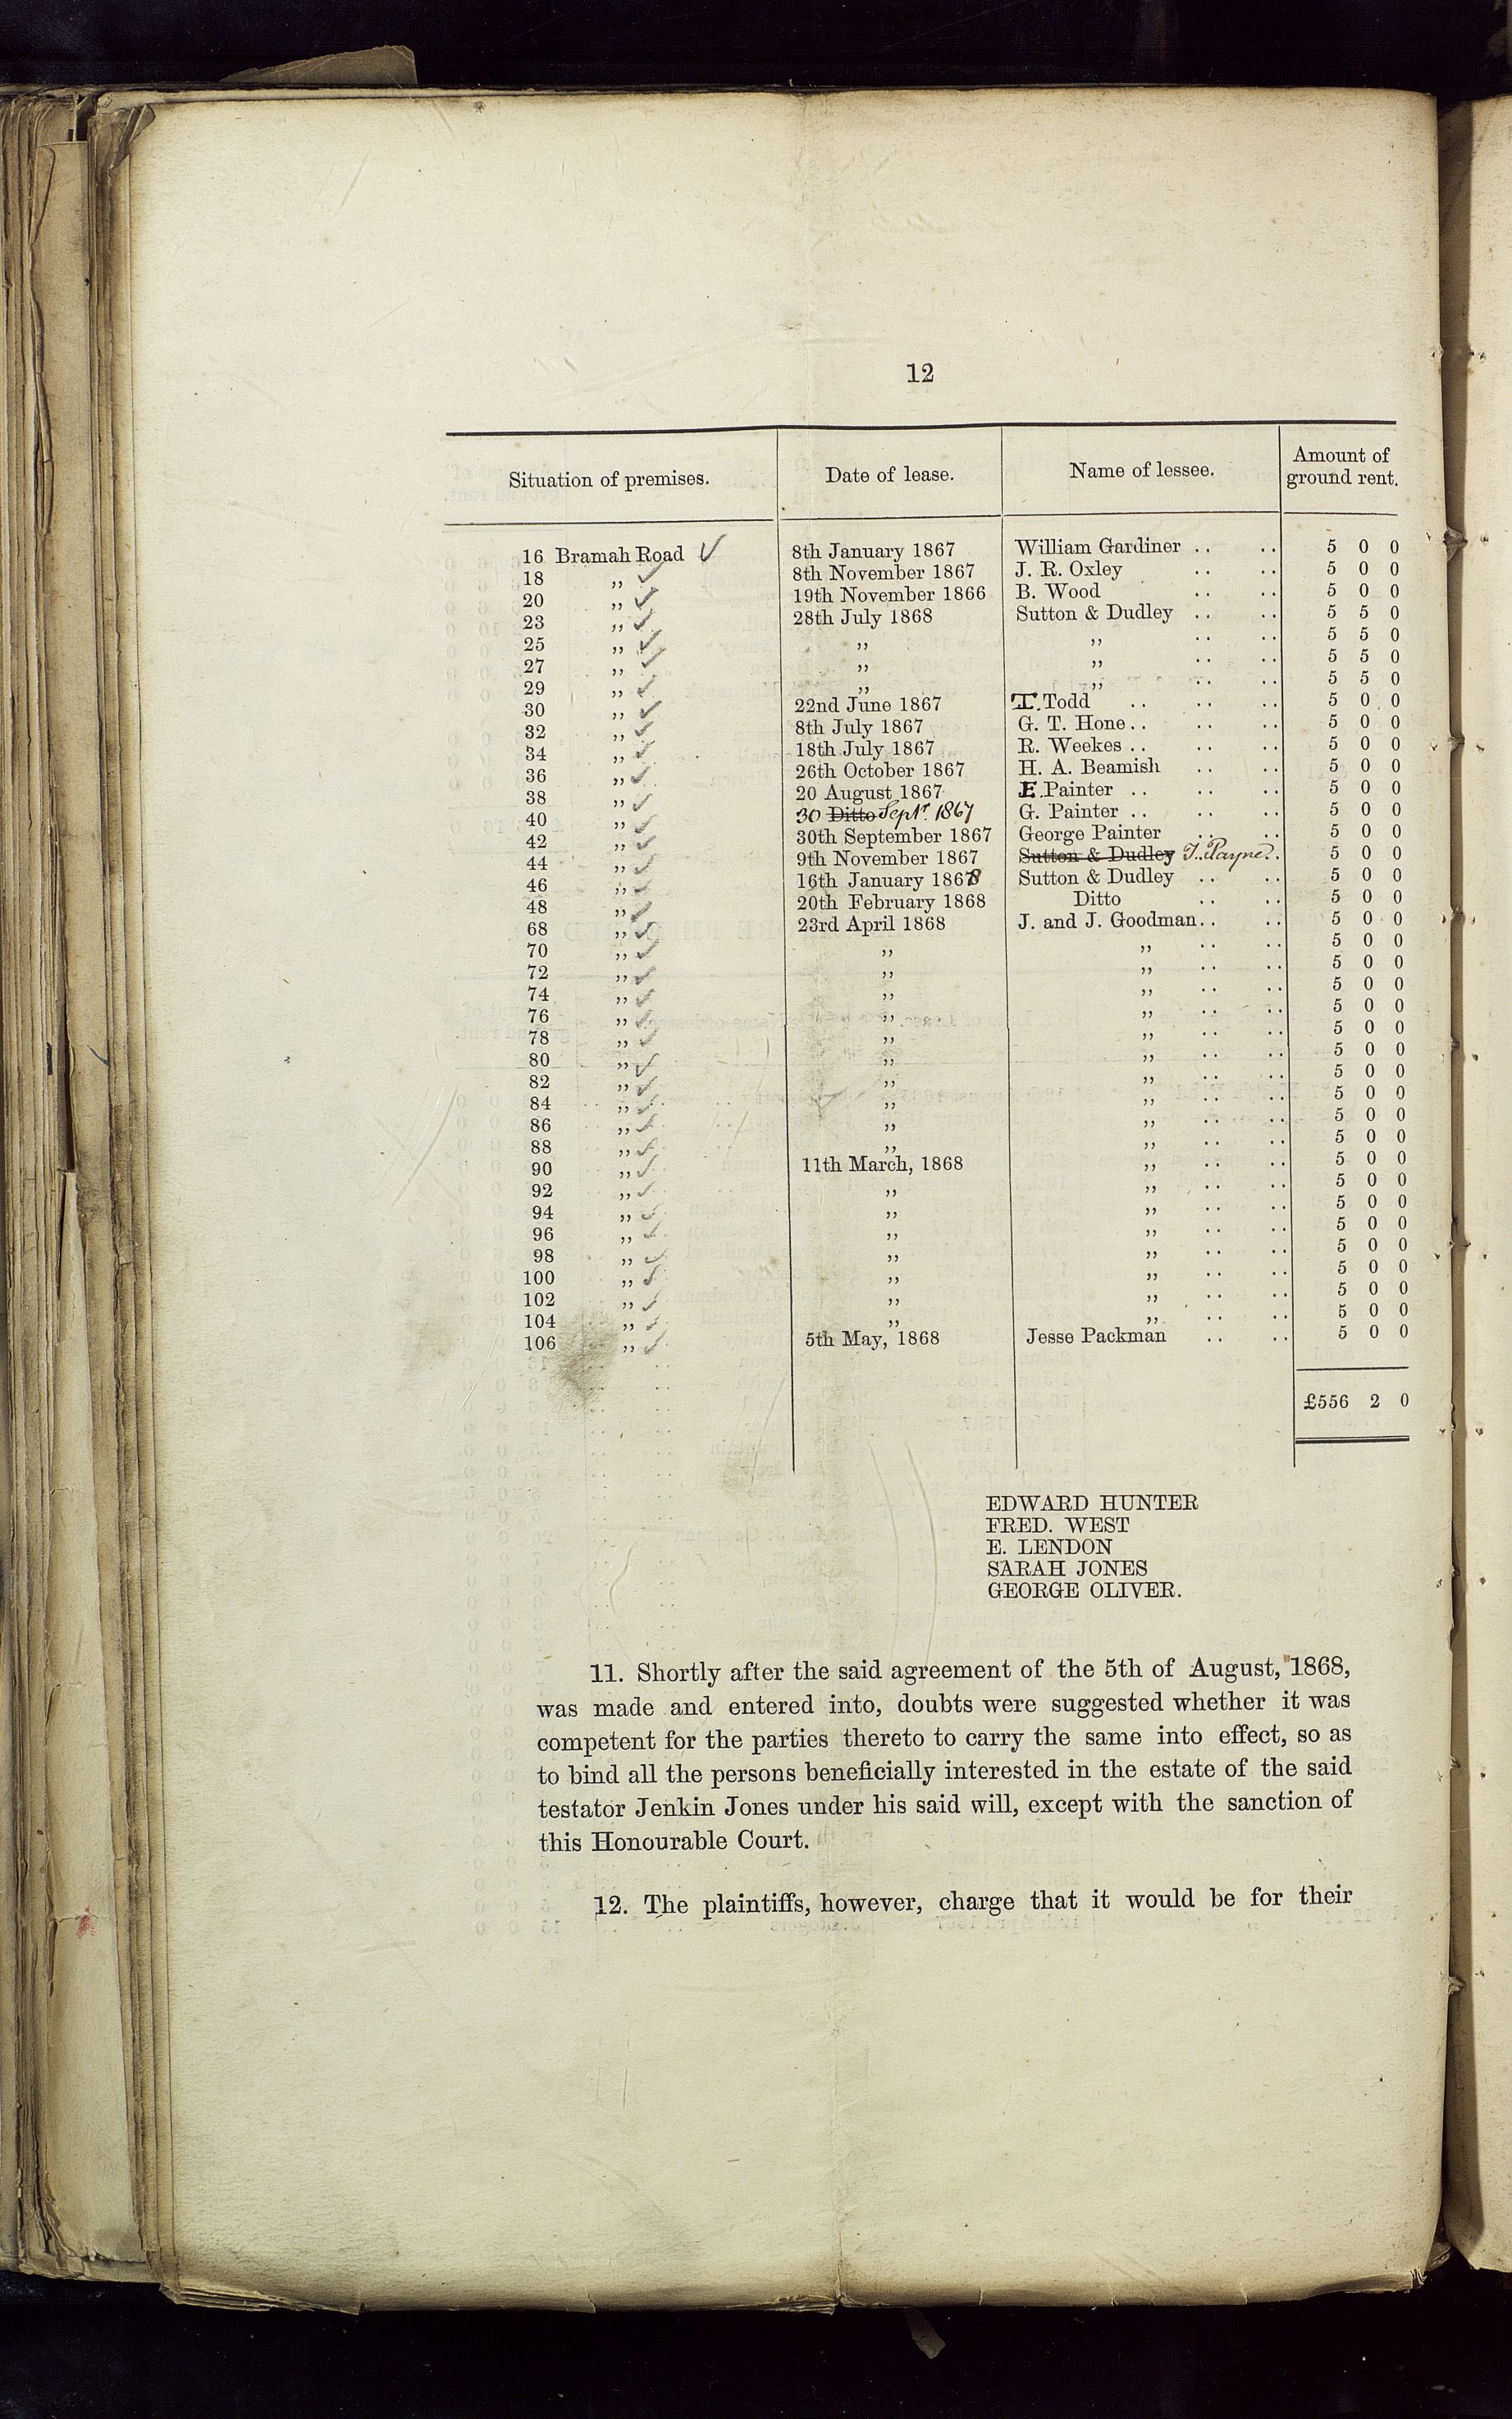 12
Situation of premises. Date of lease. Name of lessee. Amount of ground rent.
16 Bramah Road ✓ 8th January 1867 William Gardiner .. .. 5 0 0
18 ,, ✓ 8th November 1867 J. R. Oxley .. .. 5 0 0
20 ,, ✓ 19th November 1866 B. Wood .. .. 5 0 0
23 ,, ✓ 28th July 1868 Sutton & Dudley .. .. 5 5 0
25 ,, ✓ ,, ,, .. .. 5 5 0
27 ,, ✓ ,, ,, .. .. 5 5 0
29 ,, ✓ ,, ,, .. .. 5 5 0
30 ,, ✓ 22nd June 1867 T. Todd .. .. .. 5 0 0
32 ,, ✓ 8th July 1867 G. T. Hone .. .. .. 5 0 0
34 ,, ✓ 18th July 1867 R. Weekes .. .. .. 5 0 0
36 ,, ✓ 26th October 1867 H. A. Beamish .. .. 5 0 0
38 ,, ✓ 20 August 1867 E. Painter .. .. .. 5 0 0
40 ,, ✓ 30 Ditto Sept. 1867 G. Painter .. .. .. 5 0 0
42 ,, ✓ 30th September 1867 George Painter .. .. 5 0 0
44 ,, ✓ 9th November 1867 Sutton & Dudley T. Payne .. 5 0 0
46 ,, ✓ 16th January 1868 Sutton & Dudley .. .. 5 0 0
48 ,, ✓ 20th February 1868 Ditto .. .. 5 0 0
68 ,, ✓ 23rd April 1868 J. and J. Goodman .. .. 5 0 0
70 ,, ✓ ,, ,, .. .. 5 0 0
72 ,, ✓ ,, ,, .. .. 5 0 0
74 ,, ✓ ,, ,, .. .. 5 0 0
76 ,, ✓ ,, ,, .. .. 5 0 0
78 ,, ✓ ,, ,, .. .. 5 0 0
80 ,, ✓ ,, ,, .. .. 5 0 0
82 ,, ✓ ,, ,, .. .. 5 0 0
84 ,, ✓ ,, ,, .. .. 5 0 0
86 ,, ✓ ,, ,, .. .. 5 0 0
88 ,, ✓ ,, ,, .. .. 5 0 0
90 ,, ✓ 11th March, 1868 ,, .. .. 5 0 0
92 ,, ✓ ,, ,, .. .. 5 0 0
94 ,, ✓ ,, ,, .. .. 5 0 0
96 ,, ✓ ,, ,, .. .. 5 0 0
98 ,, ✓ ,, ,, .. .. 5 0 0
100 ,, ✓ ,, ,, .. .. 5 0 0
102 ,, ✓ ,, ,, .. .. 5 0 0
104 ,, ✓ ,, ,, .. .. 5 0 0
106 ,, ✓ 5th May, 1868 Jesse Packman .. .. 5 0 0
£556 2 0
EDWARD HUNTER
FRED. WEST
E. LENDON
SARAH JONES
GEORGE OLIVER.
11. Shortly after the said agreement of the 5th of August, 1868,
was made and entered into, doubts were suggested whether it was
competent for the parties thereto to carry the same into effect, so as
to bind all the persons beneficially interested in the estate of the said
testator Jenkin Jones under his said will, except with the sanction of
this Honourable Court.
12. The plaintiffs, however, charge that it would be for their